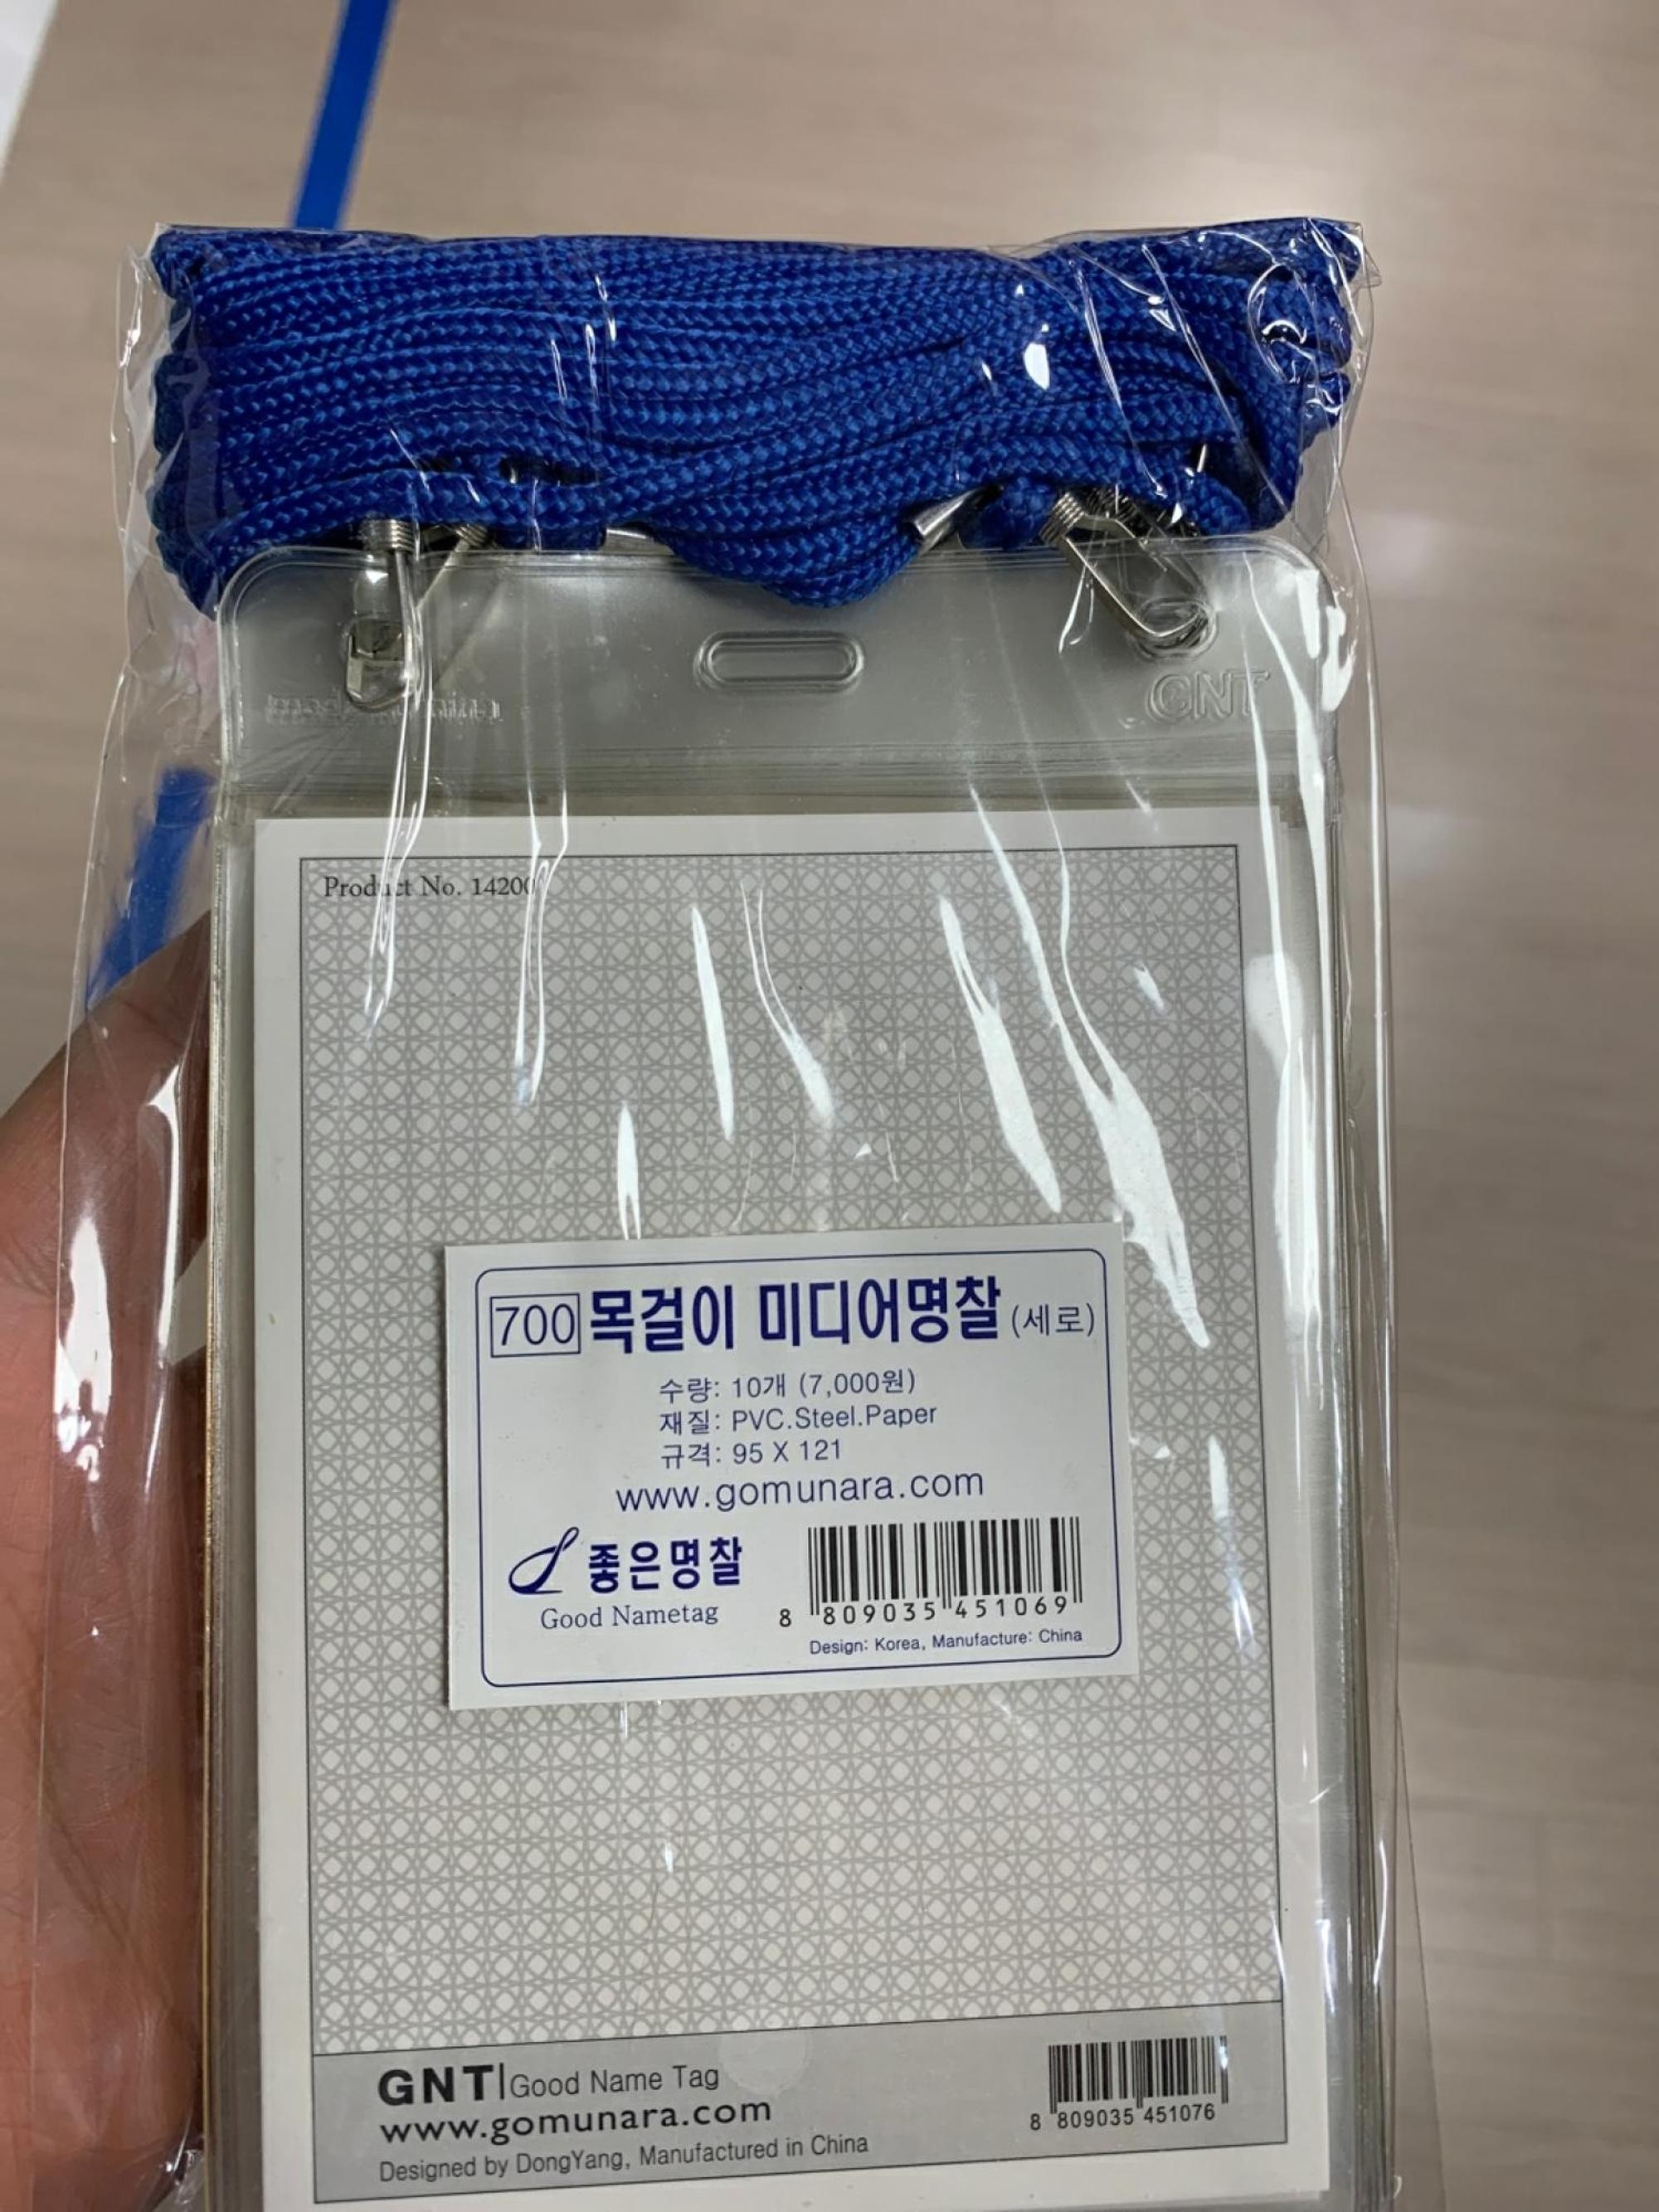 GNT
Product No. 14200
700 목걸이 미디어명찰 (세로)
수량: 10개 (7,000원)
재질: PVC.Steel.Paper
규격: 95 X 121
www.gomunara.com
좋은명찰
Good Nametag
8 809035 451069
Design: Korea, Manufacture: China
GNT Good Name Tag
www.gomunara.com
Designed by DongYang, Manufactured in China
8 809035 451076